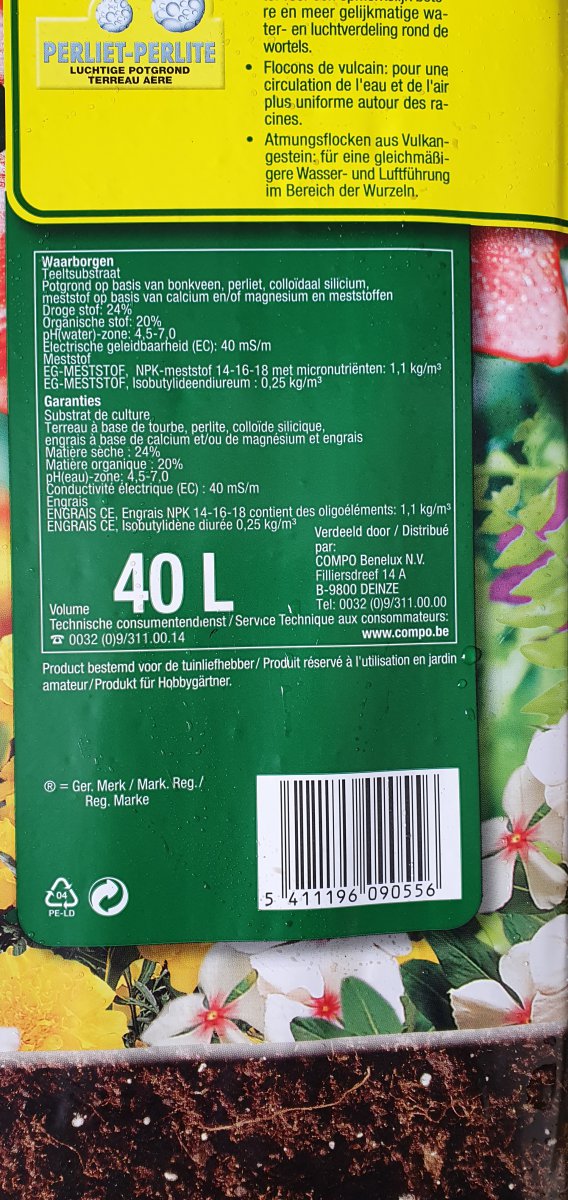 re en meer gelijkmatige wa-
ter- en luchtverdeling rond de
wortels.
PERLIET-PERLITE
LUCHTIGE POTGROND
TERREAU AÉRÉ
• Flocons de vulcain: pour une
circulation de l'eau et de l'air
plus uniforme autour des ra-
cines.
• Atmungsflocken aus Vulkan-
gestein: für eine gleichmäßi-
gere Wasser- und Luftführung
im Bereich der Wurzeln.
Waarborgen
Teeltsubstraat
Potgrond op basis van bonkveen, perliet, colloïdaal silicium,
meststof op basis van calcium en/of magnesium en meststoffen
Droge stof: 24%
Organische stof: 20%
pH(water)-zone: 4,5-7,0
Electrische geleidbaarheid (EC): 40 mS/m
Meststof
EG-MESTSTOF, NPK-meststof 14-16-18 met micronutriënten: 1,1 kg/m³
EG-MESTSTOF, Isobutylideendiureum : 0,25 kg/m³
Garanties
Substrat de culture
Terreau à base de tourbe, perlite, colloïde silicique,
engrais à base de calcium et/ou de magnésium et engrais
Matière sèche : 24%
Matière organique : 20%
pH(eau)-zone: 4,5-7,0
Conductivité électrique (EC) : 40 mS/m
Engrais
ENGRAIS CE, Engrais NPK 14-16-18 contient des oligoéléments: 1,1 kg/m³
ENGRAIS CE, Isobutylidène diurée 0,25 kg/m³
Verdeeld door / Distribué
par:
COMPO Benelux N.V.
Filliersdreef 14 A
B-9800 DEINZE
Tel: 0032 (0)9/311.00.00
Volume 40 L
Technische consumentendienst / Service Technique aux consommateurs:
☎ 0032 (0)9/311.00.14 www.compo.be
Product bestemd voor de tuinliefhebber / Produit réservé à l'utilisation en jardin
amateur/Produkt für Hobbygärtner.
® = Ger. Merk / Mark. Reg./
Reg. Marke
04
PE-LD
5 411196 090556